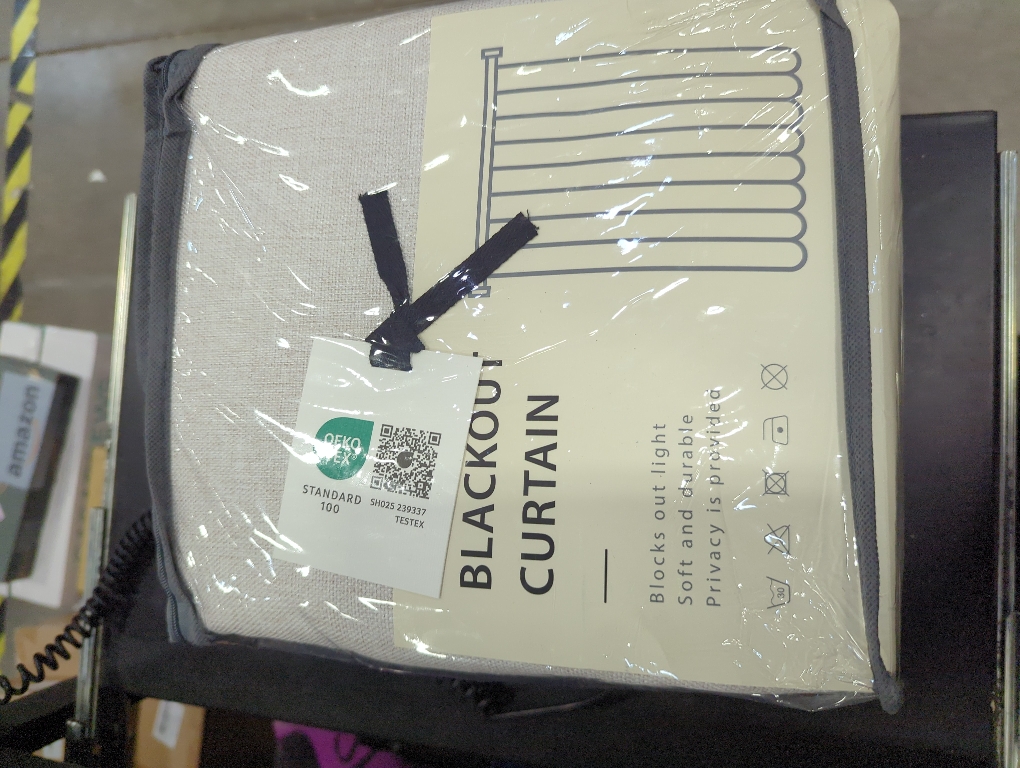 BLACKOUT
CURTAIN
Blocks out light
Soft and durable
Privacy is provided
30
OEKO
TEX®
STANDARD
100
SH025 239337
TESTEX
amazon